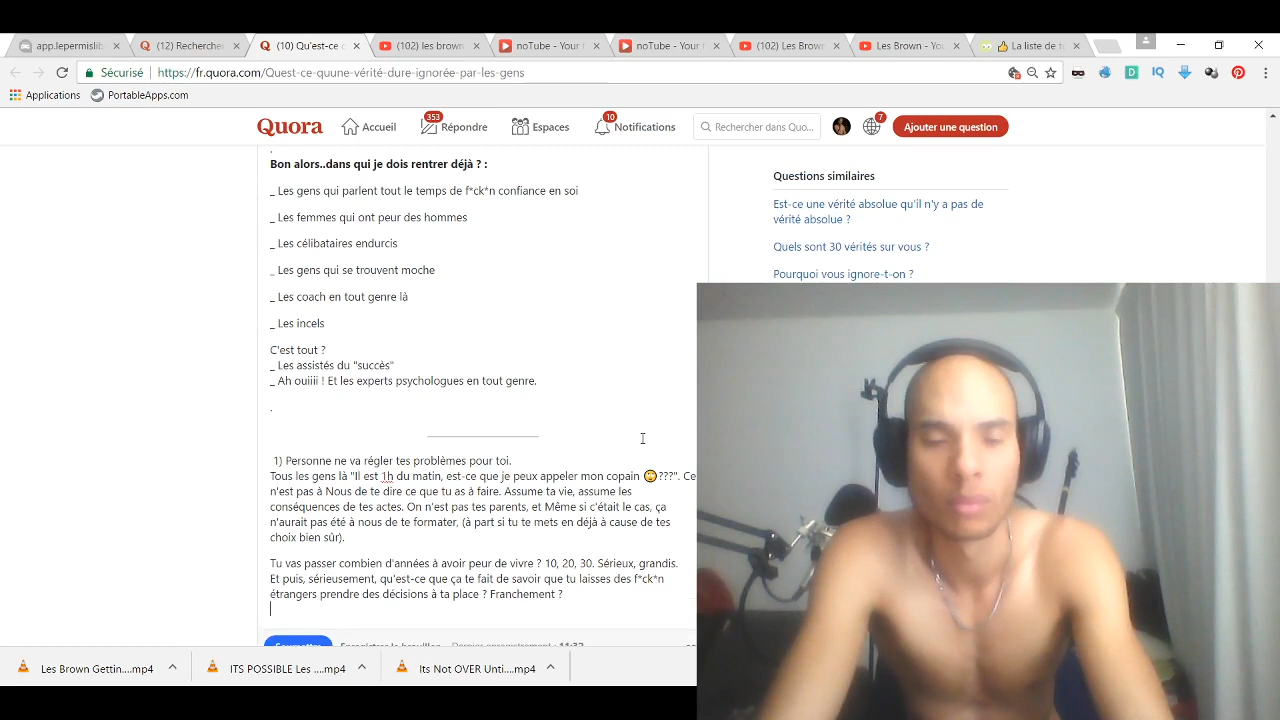 app.lepermislib
(12) Recherche
(10) Qu'est-ce c
(102) les brown
noTube - Your
noTube - Your
(102) Les Brown
Les Brown - You
La liste de
Sécurisé
https://fr.quora.com/Quest-ce-quune-vérité-dure-ignorée-par-les-gens
D
IQ
Applications
PortableApps.com
Quora
Accueil
353
Répondre
Espaces
10
Notifications
Rechercher dans Quo...
7
Ajouter une question
.
Bon alors..dans qui je dois rentrer déjà ? :
_ Les gens qui parlent tout le temps de f*ck*n confiance en soi
_ Les femmes qui ont peur des hommes
_ Les célibataires endurcis
_ Les gens qui se trouvent moche
_ Les coach en tout genre là
_ Les incels
C'est tout ?
_ Les assistés du "succès"
_ Ah ouiiii ! Et les experts psychologues en tout genre.
.
1) Personne ne va régler tes problèmes pour toi.
Tous les gens là "Il est 1h du matin, est-ce que je peux appeler mon copain 🙄???". Ce
n'est pas à Nous de te dire ce que tu as à faire. Assume ta vie, assume les
conséquences de tes actes. On n'est pas tes parents, et Même si c'était le cas, ça
n'aurait pas été à nous de te formater, (à part si tu te mets en déjà à cause de tes
choix bien sûr).
Tu vas passer combien d'années à avoir peur de vivre ? 10, 20, 30. Sérieux, grandis.
Et puis, sérieusement, qu'est-ce que ça te fait de savoir que tu laisses des f*ck*n
étrangers prendre des décisions à ta place ? Franchement ?
Questions similaires
Est-ce une vérité absolue qu'il n'y a pas de
vérité absolue ?
Quels sont 30 vérités sur vous ?
Pourquoi vous ignore-t-on ?
Les Brown Gettin....mp4
ITS POSSIBLE Les ....mp4
Its Not OVER Unti....mp4